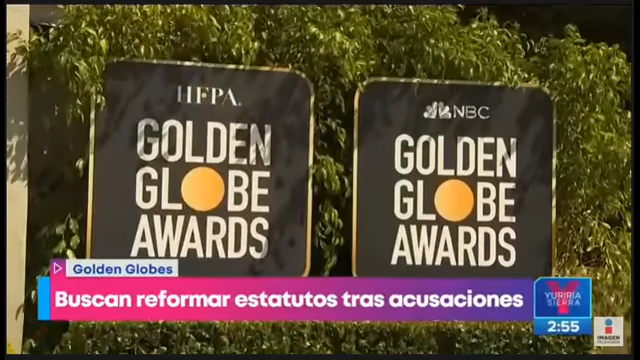 HFPA.
GOLDEN
GLOBE
AWARDS
NBC
GOLDEN
GLOBE
AWARDS
Golden Globes
Buscan reformar estatutos tras acusaciones
YURIRIA
SIERRA
2:55
IMAGEN
TELEVISIÓN